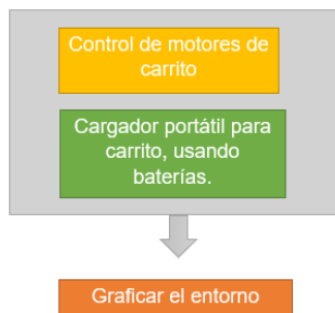 Control de motores de
carrito
Cargador portátil para
carrito, usando
baterías.
Graficar el entorno